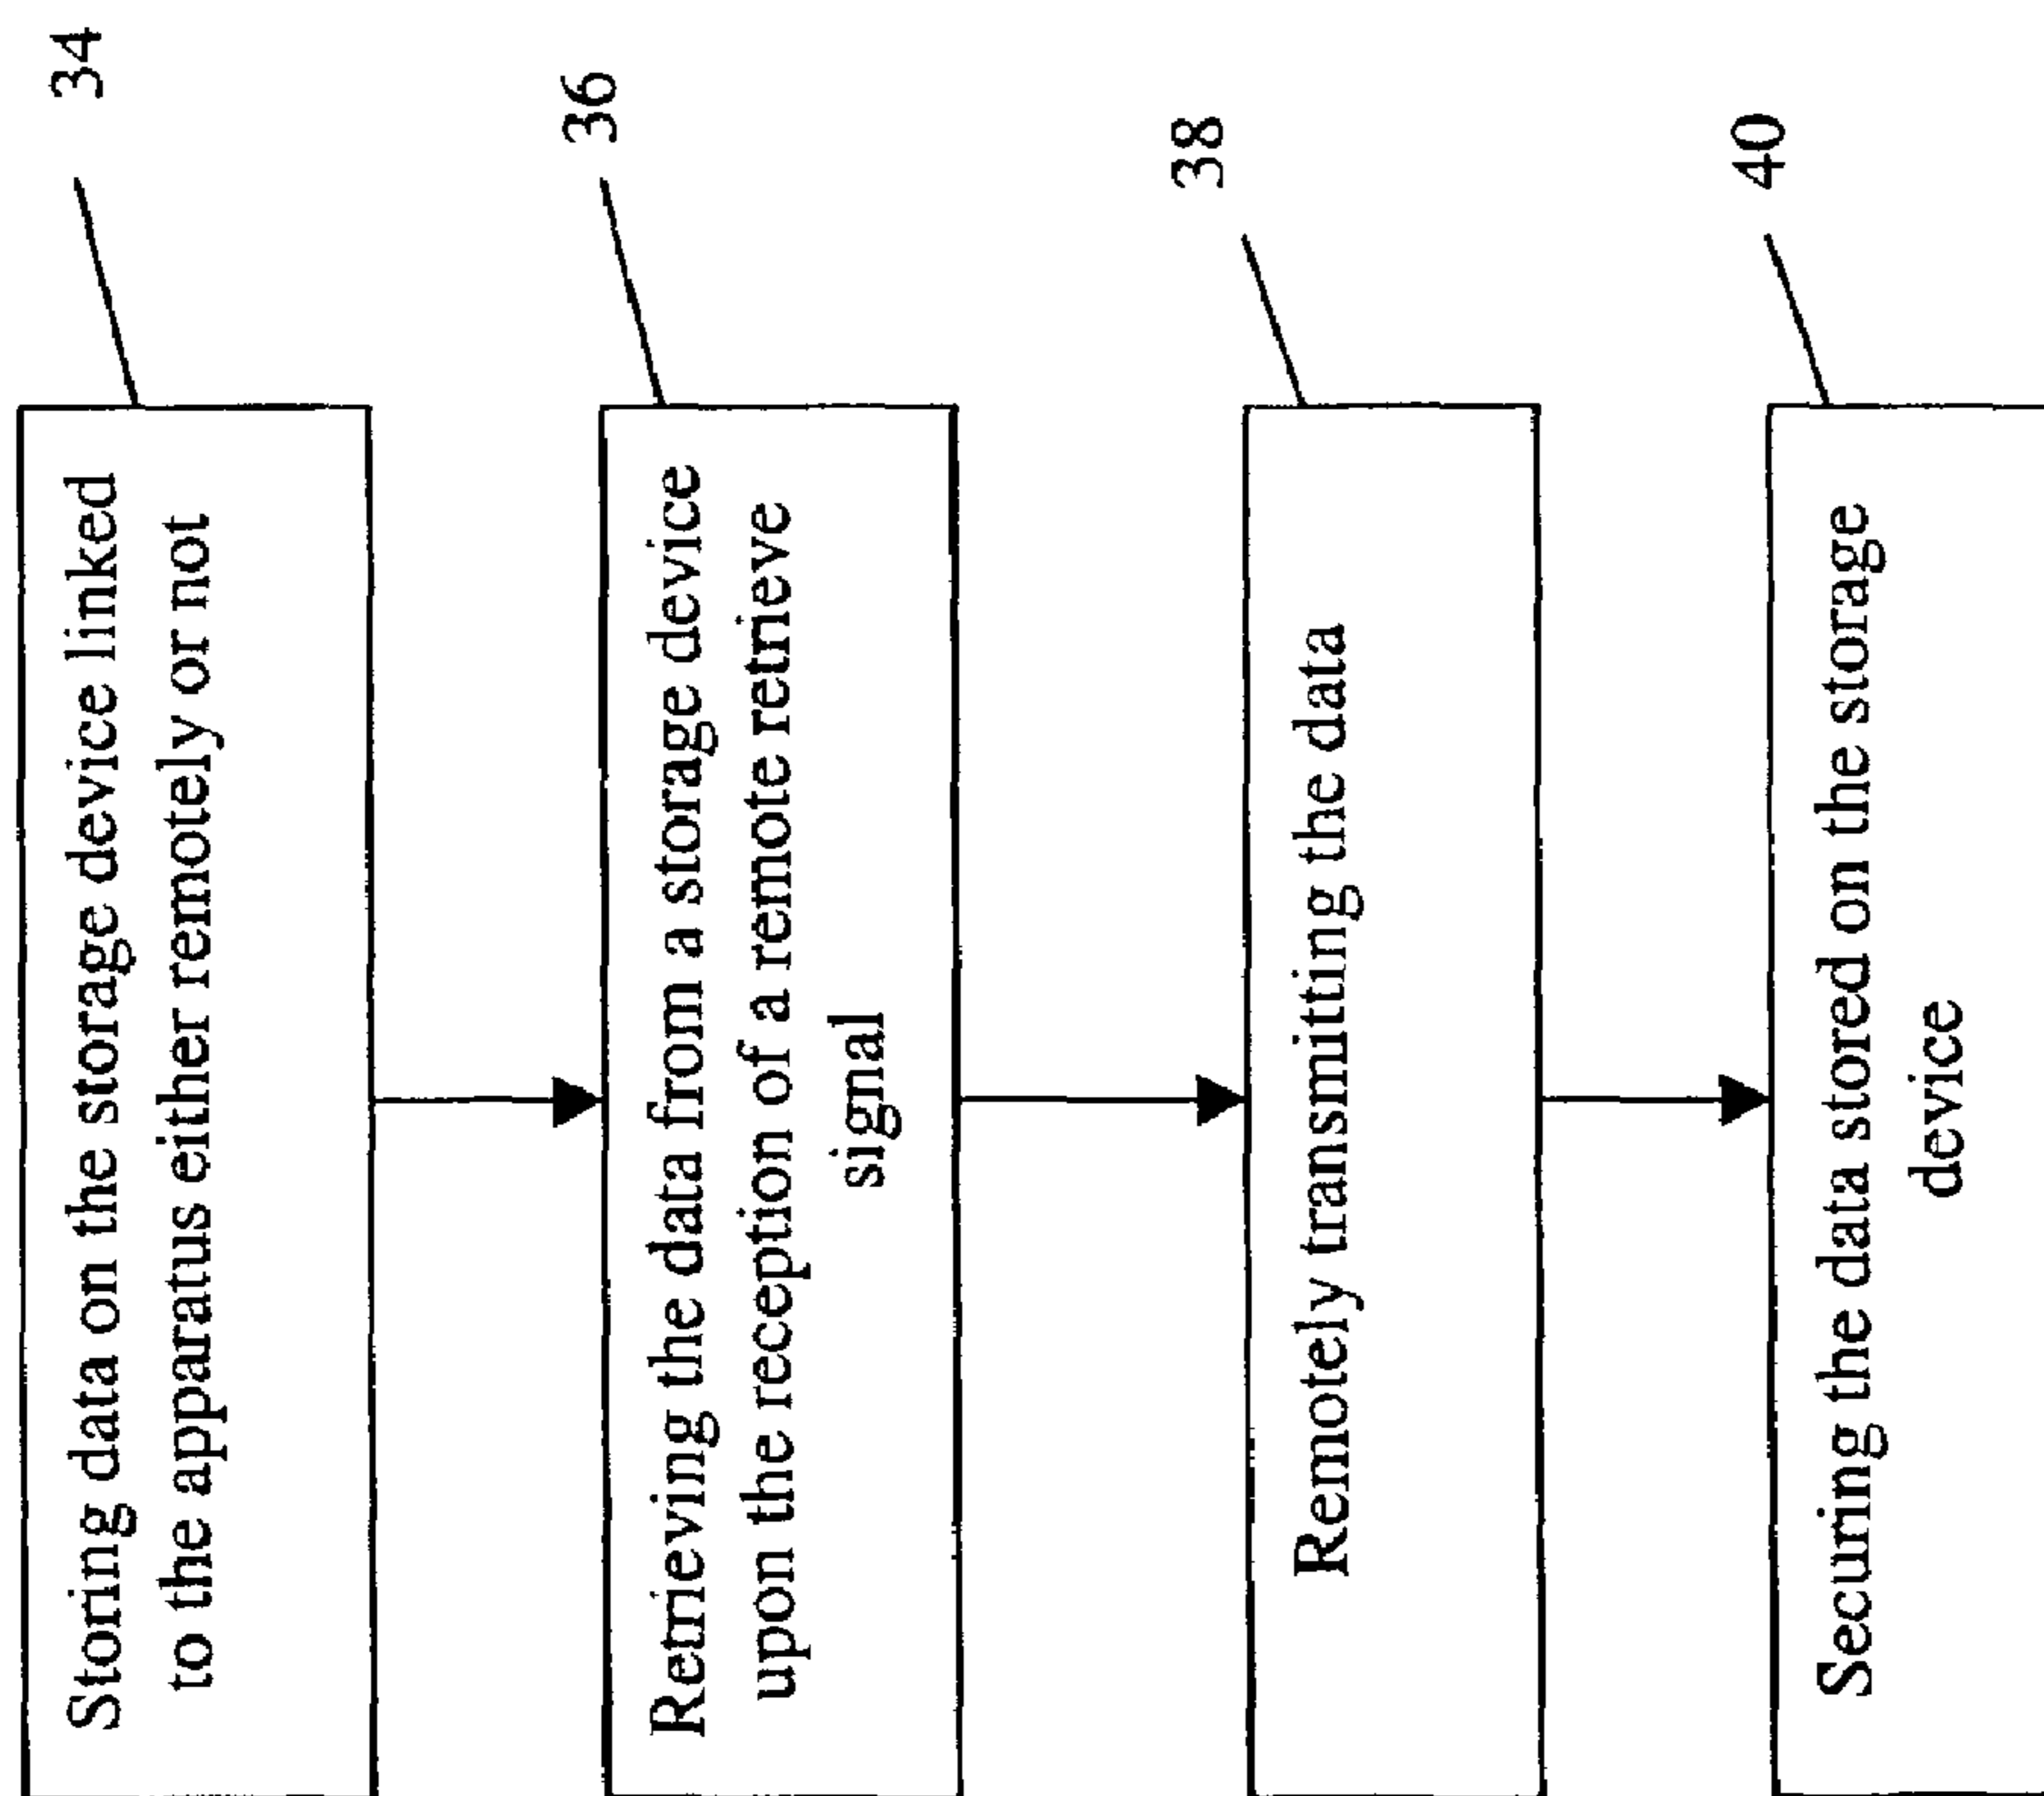 34
Storing data on the storage device linked
to the apparatus either remotely or not
36
Retrieving the data from a storage device
upon the reception of a remote retrieve
signal
38
Remotely transmitting the data
40
Securing the data stored on the storage
device